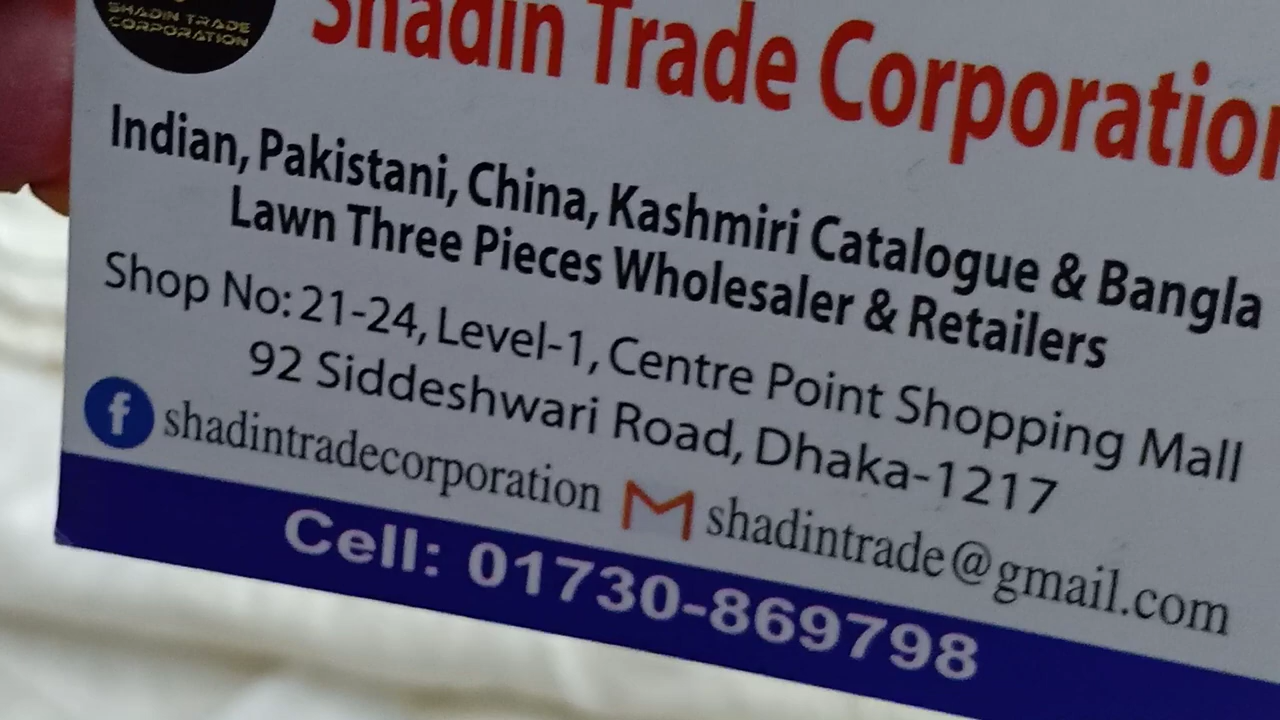 SHADIN TRADE
CORPORATION
Shadin Trade Corporation
Indian, Pakistani, China, Kashmiri Catalogue & Bangla
Lawn Three Pieces Wholesaler & Retailers
Shop No: 21-24, Level-1, Centre Point Shopping Mall
92 Siddeshwari Road, Dhaka-1217
f shadintradecorporation M shadintrade@gmail.com
Cell: 01730-869798